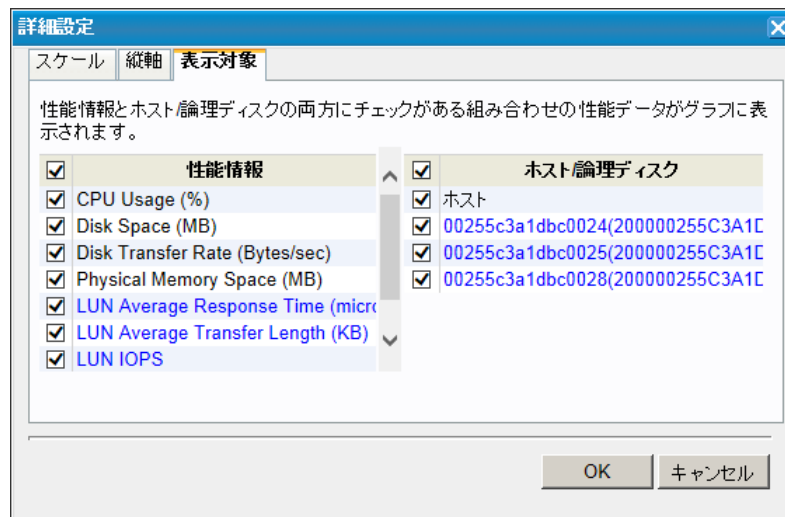 詳細設定
スケール 縦軸 表示対象
性能情報とホスト/論理ディスクの両方にチェックがある組み合わせの性能データがグラフに表
示されます。
性能情報
CPU Usage (%)
Disk Space (MB)
Disk Transfer Rate (Bytes/sec)
Physical Memory Space (MB)
LUN Average Response Time (micro
LUN Average Transfer Length (KB)
LUN IOPS
ホスト/論理ディスク
ホスト
00255c3a1dbc0024(200000255C3A1D
00255c3a1dbc0025(200000255C3A1D
00255c3a1dbc0028(200000255C3A1D
OK キャンセル